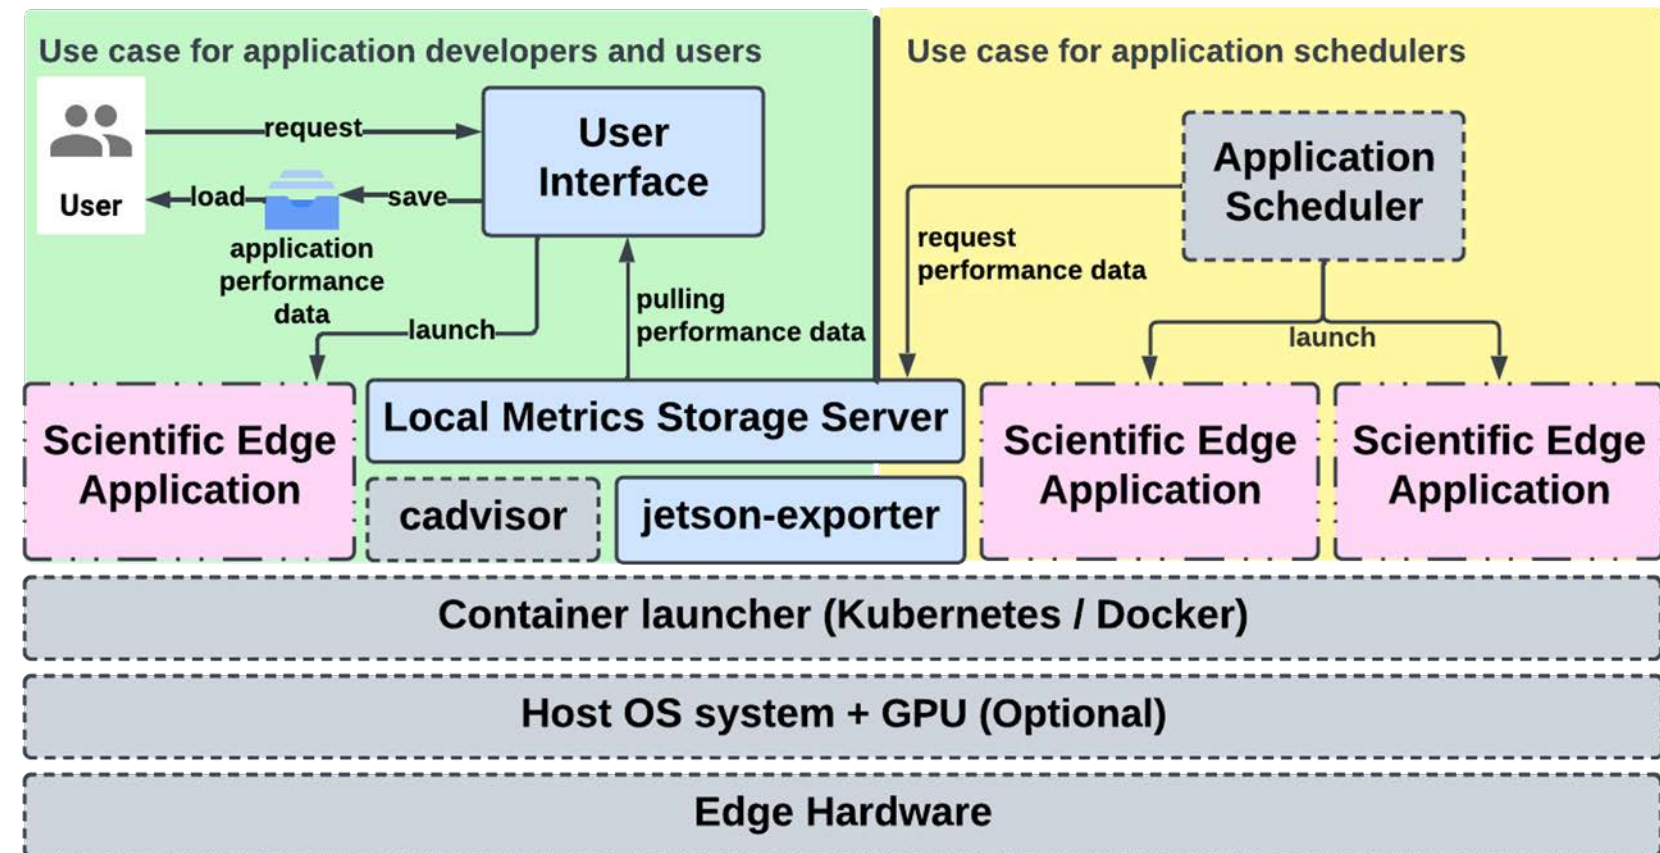 Use case for application developers and users
Use case for application schedulers
request
User
Interface
Application
Scheduler
load
save
User
application
performance
data
request
performance data
pulling
performance data
launch
launch
Local Metrics Storage Server
Scientific Edge
Application
Scientific Edge
Application
Scientific Edge
Application
cadvisor
jetson-exporter
Container launcher (Kubernetes / Docker)
Host OS system + GPU (Optional)
Edge Hardware